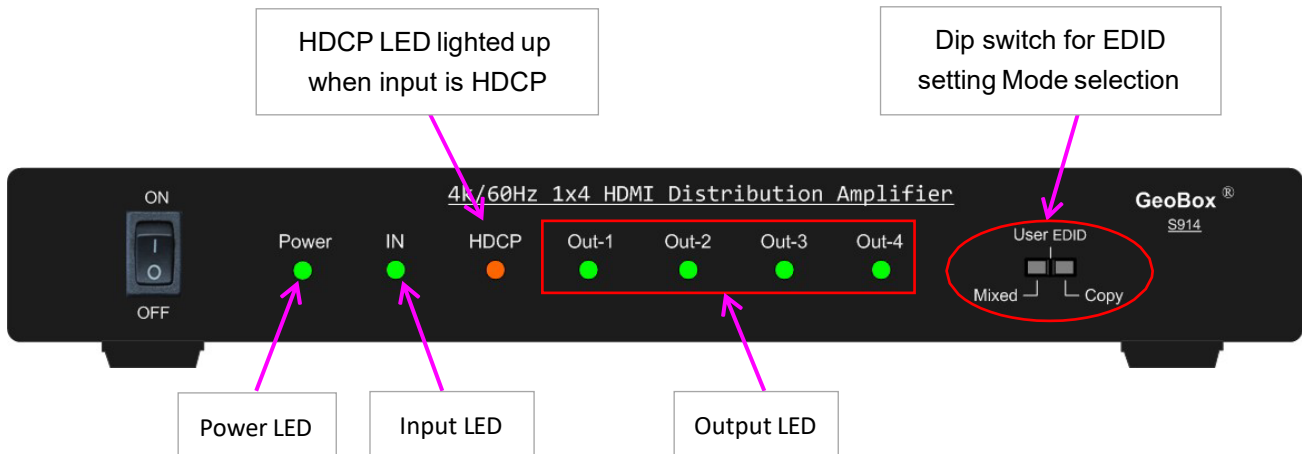 HDCP LED lighted up
when input is HDCP
Dip switch for EDID
setting Mode selection
ON
I
O
OFF
4k/60Hz 1x4 HDMI Distribution Amplifier
GeoBox ®
S914
Power
IN
HDCP
Out-1
Out-2
Out-3
Out-4
User EDID
Mixed
Copy
Power LED
Input LED
Output LED